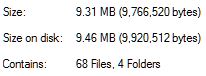 Size: 9.31 MB (9,766,520 bytes)
Size on disk: 9.46 MB (9,920,512 bytes)
Contains: 68 Files, 4 Folders